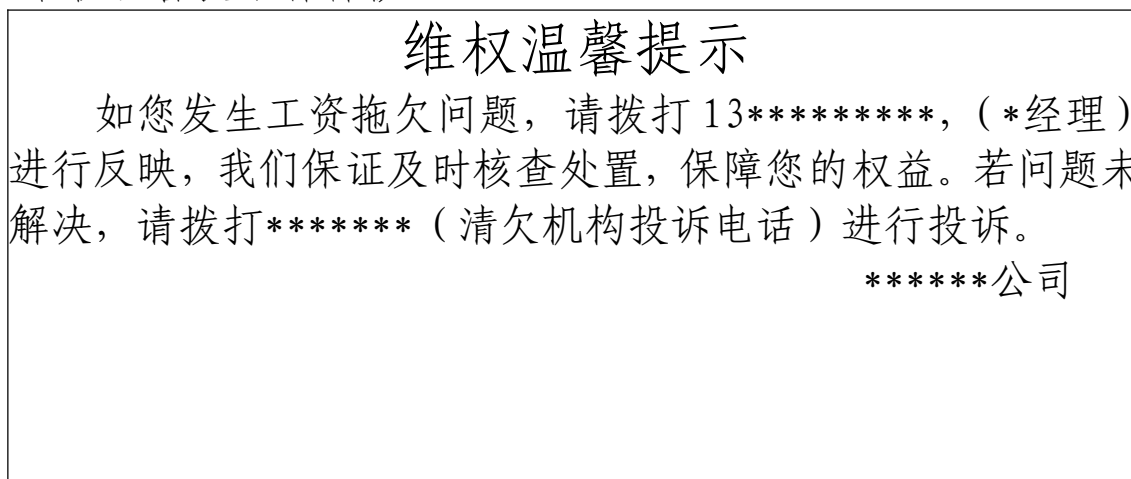 维权温馨提示
如您发生工资拖欠问题，请拨打13*********，（*经理）
进行反映，我们保证及时核查处置，保障您的权益。若问题未
解决，请拨打*******（清欠机构投诉电话）进行投诉。
******公司